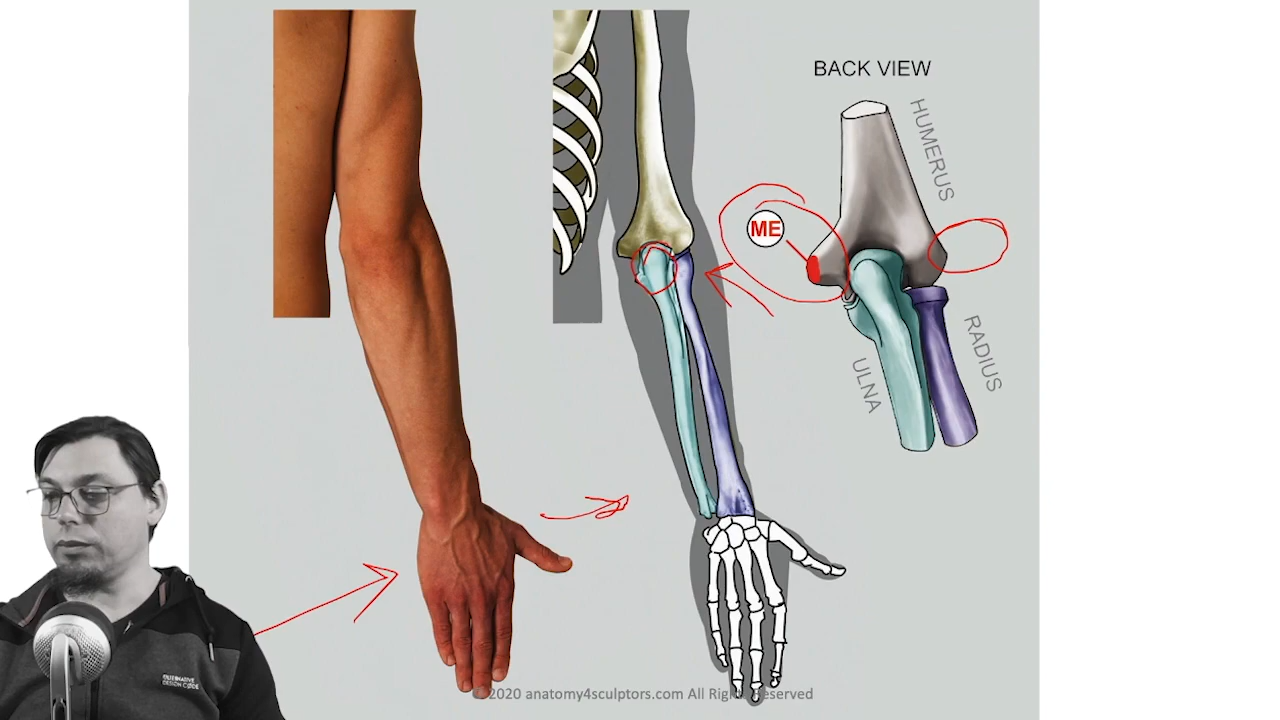 BACK VIEW
HUMERUS
ME
RADIUS
ULNA
© 2020 anatomy4sculptors.com All Rights Reserved